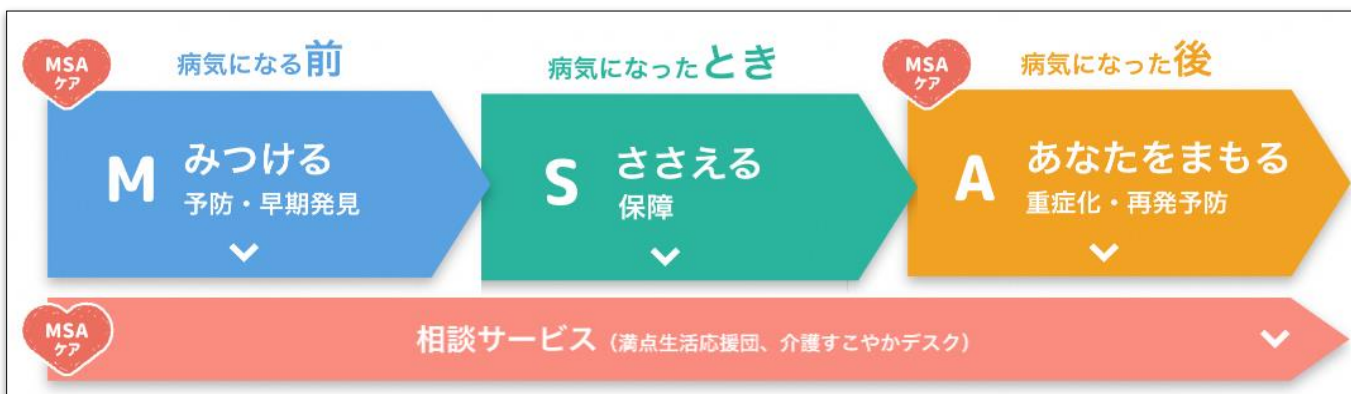 MSA
ケア
病気になる前
M
みつける
予防・早期発見
病気になったとき
S
ささえる
保障
MSA
ケア
病気になった後
A
あなたをまもる
重症化・再発予防
MSA
ケア
相談サービス（満点生活応援団、介護すこやかデスク）